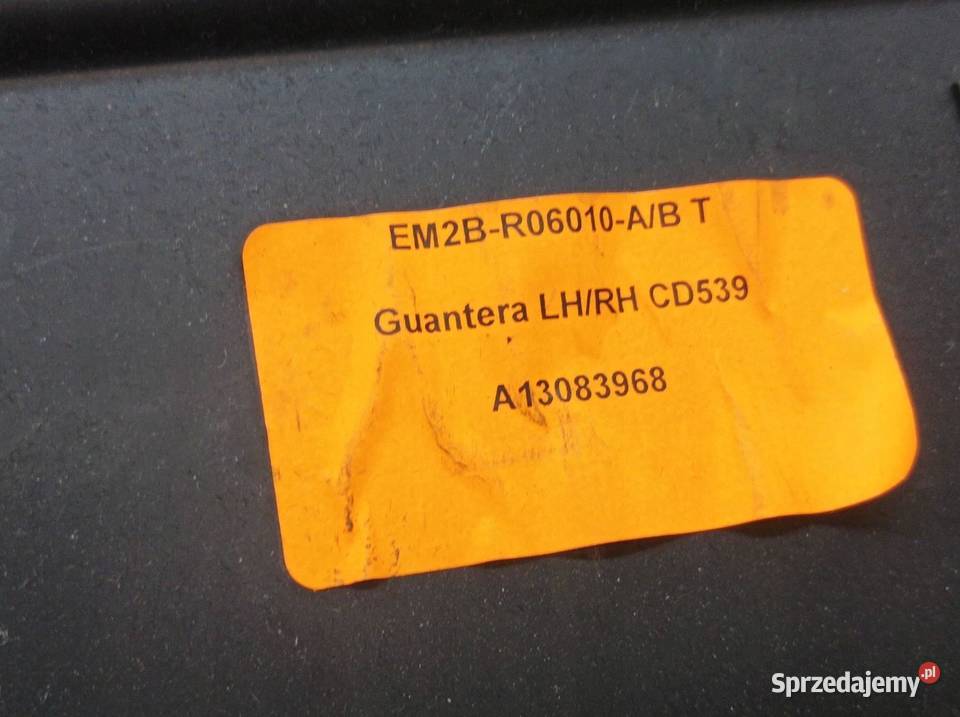 EM2B-R06010-A/B T
Guantera LH/RH CD539
A13083968
Sprzedajemy.pl